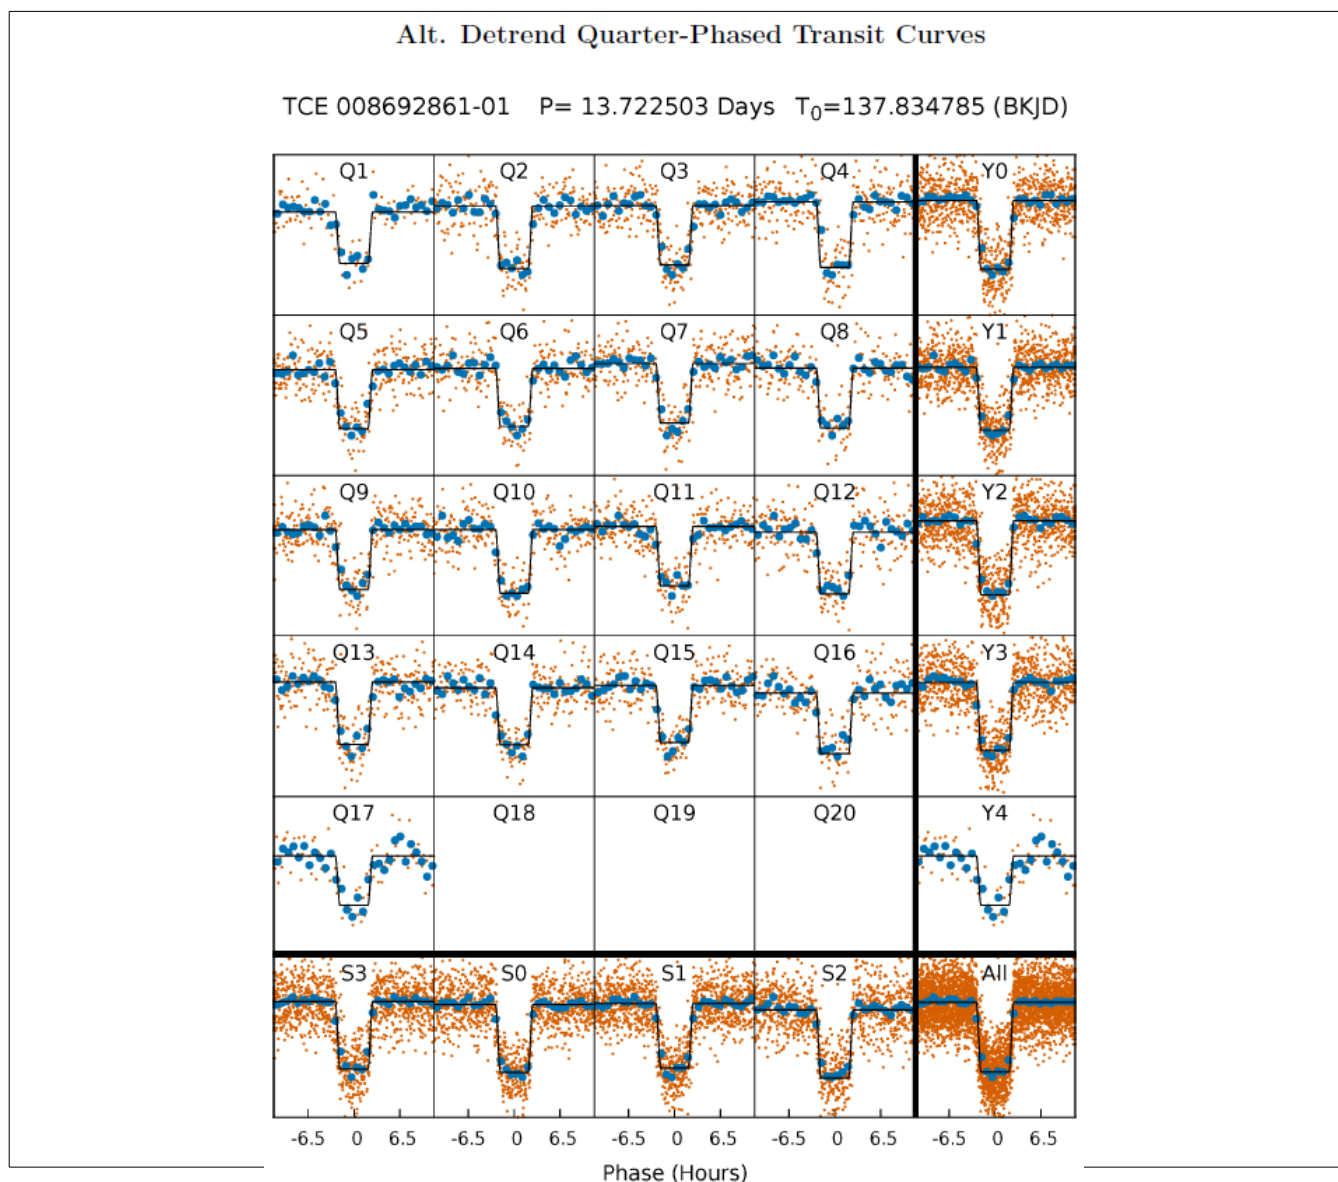 Alt. Detrend Quarter-Phased Transit Curves
TCE 008692861-01 P= 13.722503 Days T0=137.834785 (BKJD)
Q1 Q2 Q3 Q4 Y0
Q5 Q6 Q7 Q8 Y1
Q9 Q10 Q11 Q12 Y2
Q13 Q14 Q15 Q16 Y3
Q17 Q18 Q19 Q20 Y4
S3 S0 S1 S2 All
-6.5 0 6.5 -6.5 0 6.5 -6.5 0 6.5 -6.5 0 6.5 -6.5 0 6.5
Phase (Hours)